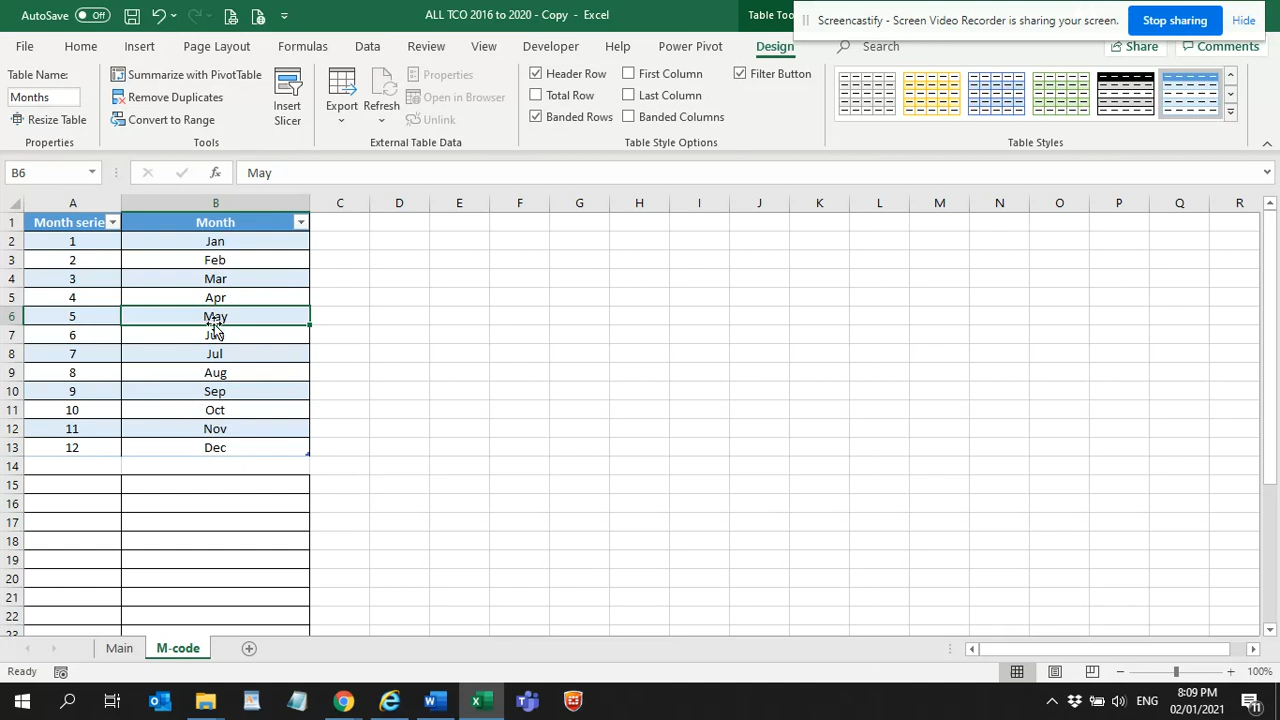 AutoSave Off ALL TCO 2016 to 2020 - Copy - Excel Table Too
Screencastify - Screen Video Recorder is sharing your screen. Stop sharing Hide
File Home Insert Page Layout Formulas Data Review View Developer Help Power Pivot Design Search Share Comments
Table Name:
Months
Resize Table
Properties
Summarize with PivotTable
Remove Duplicates
Convert to Range
Tools
Insert
Slicer
Export
Refresh
Properties
Open in Browser
Unlink
External Table Data
Header Row First Column Filter Button
Total Row Last Column
Banded Rows Banded Columns
Table Style Options
Table Styles
B6 fx May
A B C D E F G H I J K L M N O P Q R
1 Month serie Month
2 1 Jan
3 2 Feb
4 3 Mar
5 4 Apr
6 5 May
7 6 Jun
8 7 Jul
9 8 Aug
10 9 Sep
11 10 Oct
12 11 Nov
13 12 Dec
14
15
16
17
18
19
20
21
22
23
Main M-code
Ready 100%
ENG 8:09 PM
02/01/2021 11